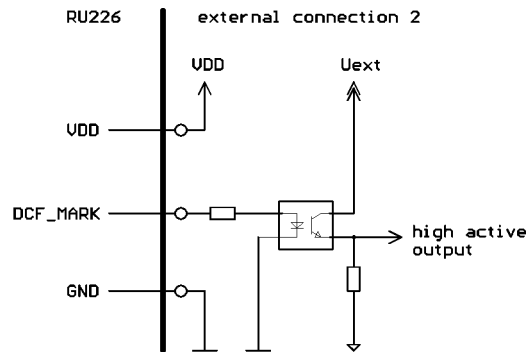 RU226 external connection 2
VDD Uext
VDD
DCF_MARK
high active
output
GND